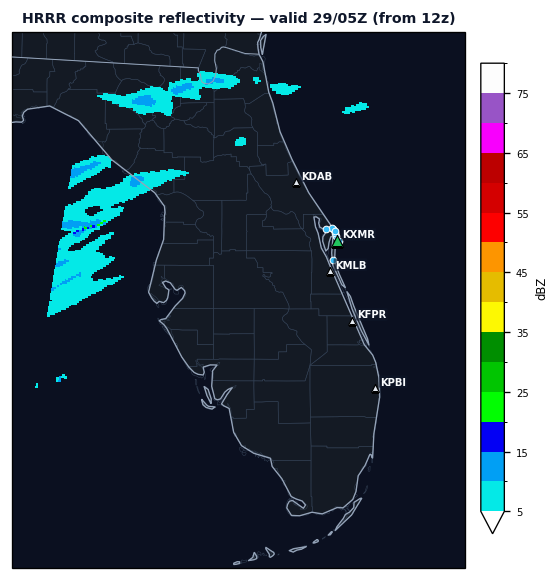 HRRR composite reflectivity — valid 29/05Z (from 12z)
75
65
55
45
35
25
15
5
dBZ
KDAB
KXMR
KMLB
KFPR
KPBI